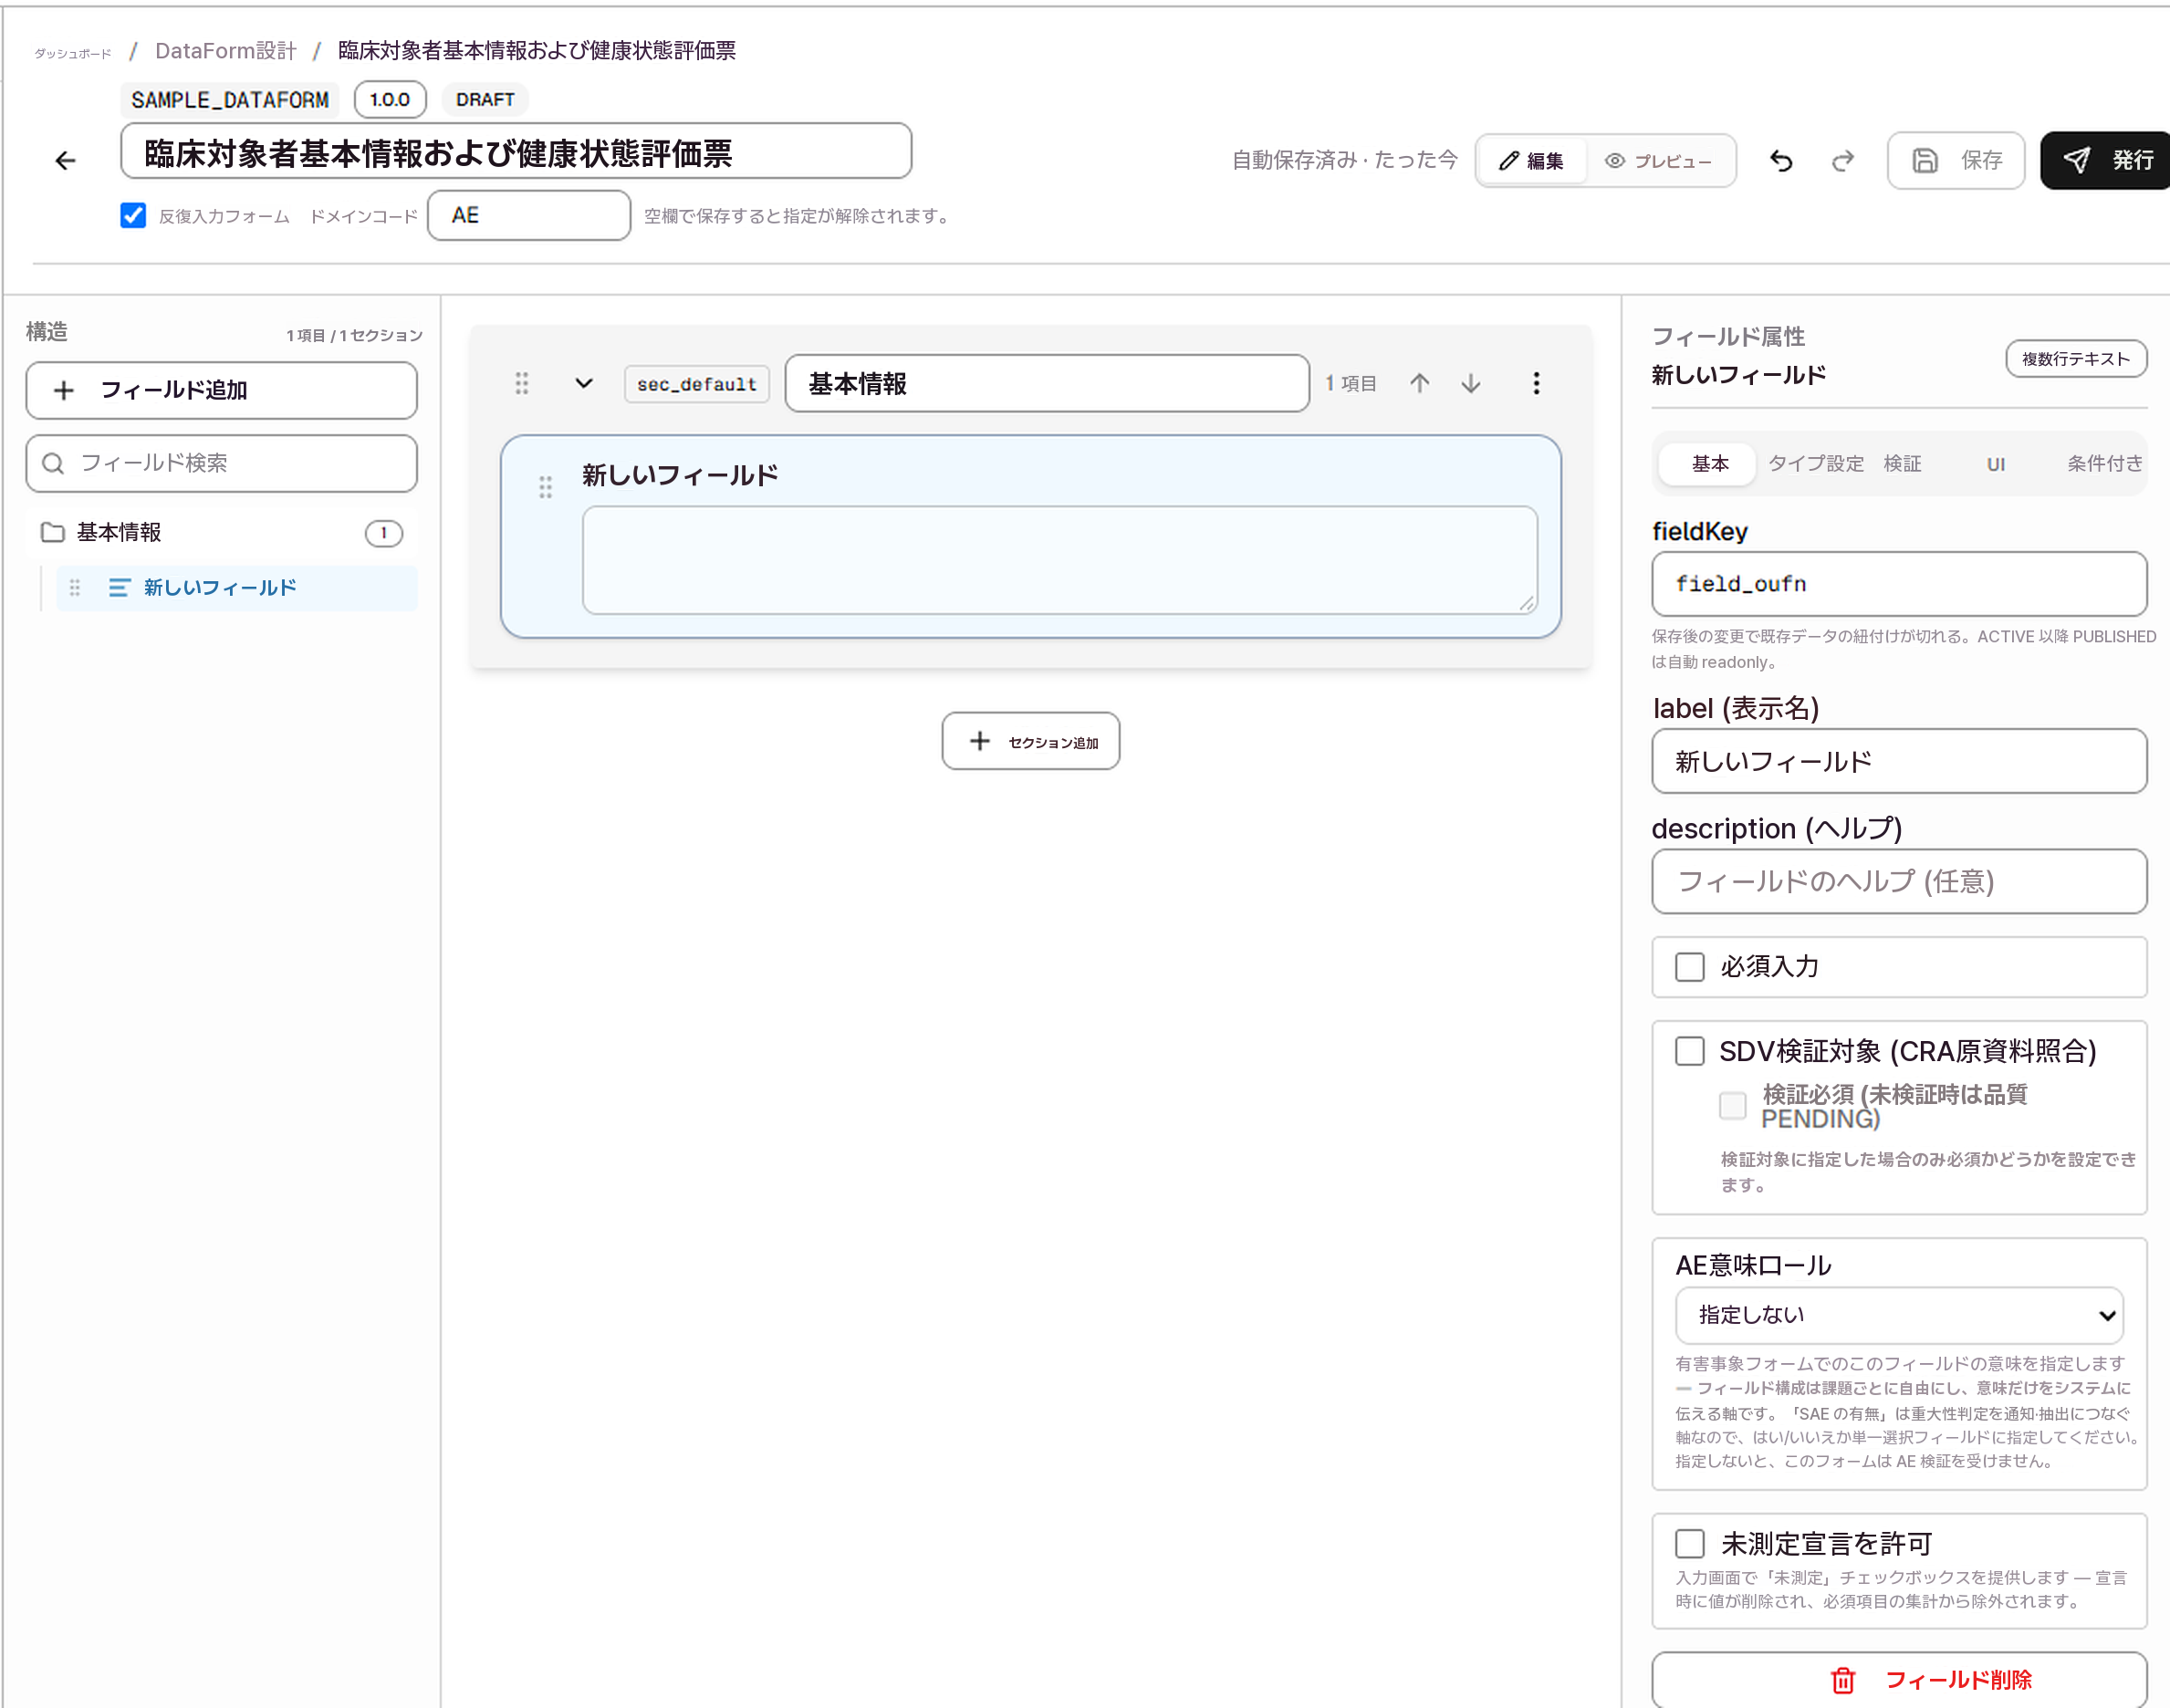 ダッシュボード / DataForm設計 / 臨床対象者基本情報および健康状態評価票
SAMPLE_DATAFORM 1.0.0 DRAFT
臨床対象者基本情報および健康状態評価票
反復入力フォーム ドメインコード AE 空欄で保存すると指定が解除されます。
自動保存済み · たった今 編集 プレビュー 保存 発行
構造 1 項目 / 1 セクション
フィールド追加
フィールド検索
基本情報 1
新しいフィールド
sec_default 基本情報 1 項目
新しいフィールド
セクション追加
フィールド属性
新しいフィールド
複数行テキスト
基本 タイプ設定 検証 UI 条件付き
fieldKey
field_oufn
保存後の変更で既存データの紐付けが切れる。ACTIVE 以降 PUBLISHED
は自動 readonly。
label (表示名)
新しいフィールド
description (ヘルプ)
フィールドのヘルプ (任意)
必須入力
SDV検証対象 (CRA原資料照合)
検証必須 (未検証時は品質
PENDING)
検証対象に指定した場合のみ必須かどうかを設定でき
ます。
AE意味ロール
指定しない
有害事象フォームでのこのフィールドの意味を指定します
— フィールド構成は課題ごとに自由にし、意味だけをシステムに
伝える軸です。「SAE の有無」は重大性判定を通知·抽出につなぐ
軸なので、はい/いいえか単一選択フィールドに指定してください。
指定しないと、このフォームは AE 検証を受けません。
未測定宣言を許可
入力画面で「未測定」チェックボックスを提供します — 宣言
時に値が削除され、必須項目の集計から除外されます。
フィールド削除